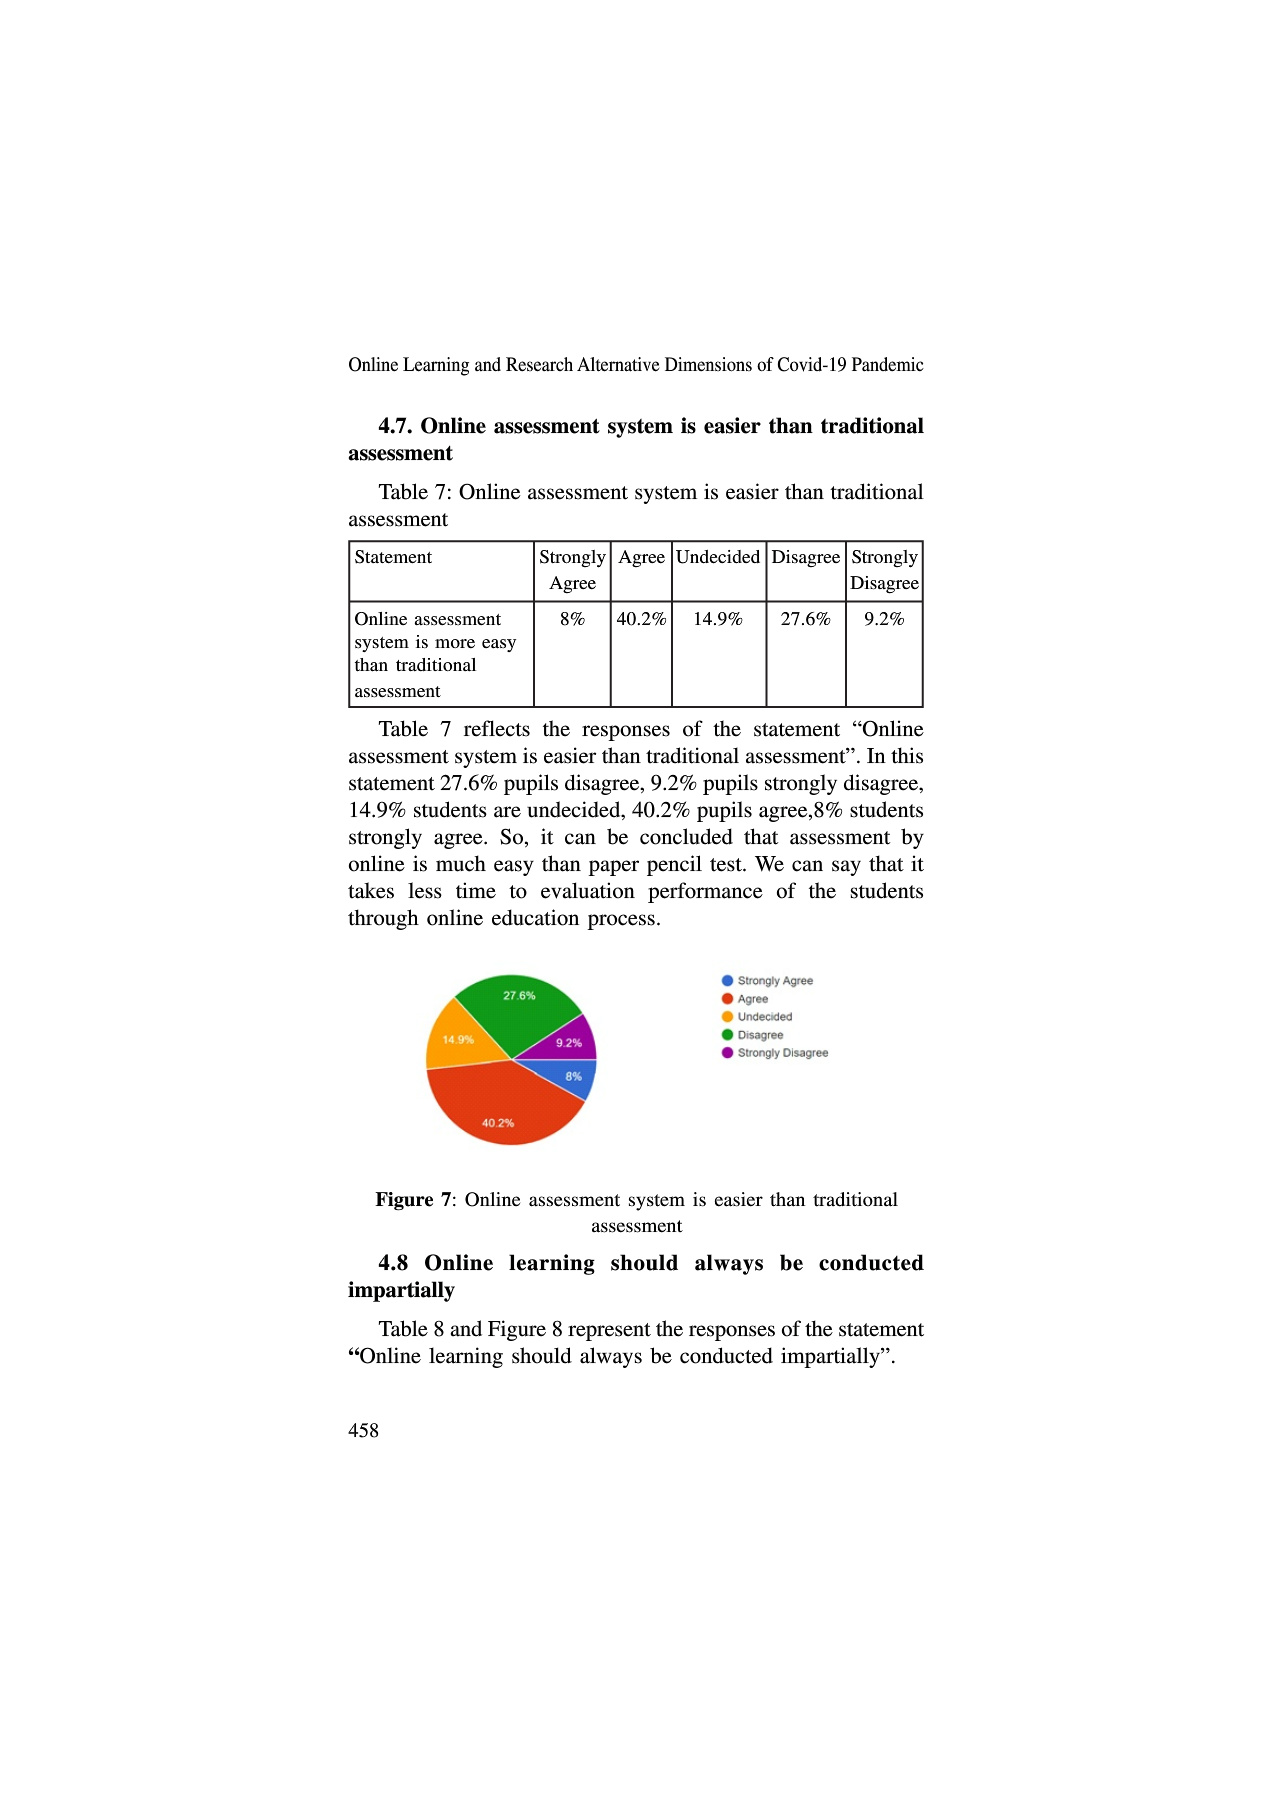 Online Learning and Research Alternative Dimensions of Covid-19 Pandemic
4.7. Online assessment system is easier than traditional
assessment
Table 7: Online assessment system is easier than traditional
assessment
Statement Strongly Agree Undecided Disagree Strongly
Agree Disagree
Online assessment 8% 40.2% 14.9% 27.6% 9.2%
system is more easy
than traditional
assessment
Table 7 reflects the responses of the statement “Online
assessment system is easier than traditional assessment”. In this
statement 27.6% pupils disagree, 9.2% pupils strongly disagree,
14.9% students are undecided, 40.2% pupils agree,8% students
strongly agree. So, it can be concluded that assessment by
online is much easy than paper pencil test. We can say that it
takes less time to evaluation performance of the students
through online education process.
27.6%
14.9%
9.2%
8%
40.2%
Strongly Agree
Agree
Undecided
Disagree
Strongly Disagree
Figure 7: Online assessment system is easier than traditional
assessment
4.8 Online learning should always be conducted
impartially
Table 8 and Figure 8 represent the responses of the statement
“Online learning should always be conducted impartially”.
458